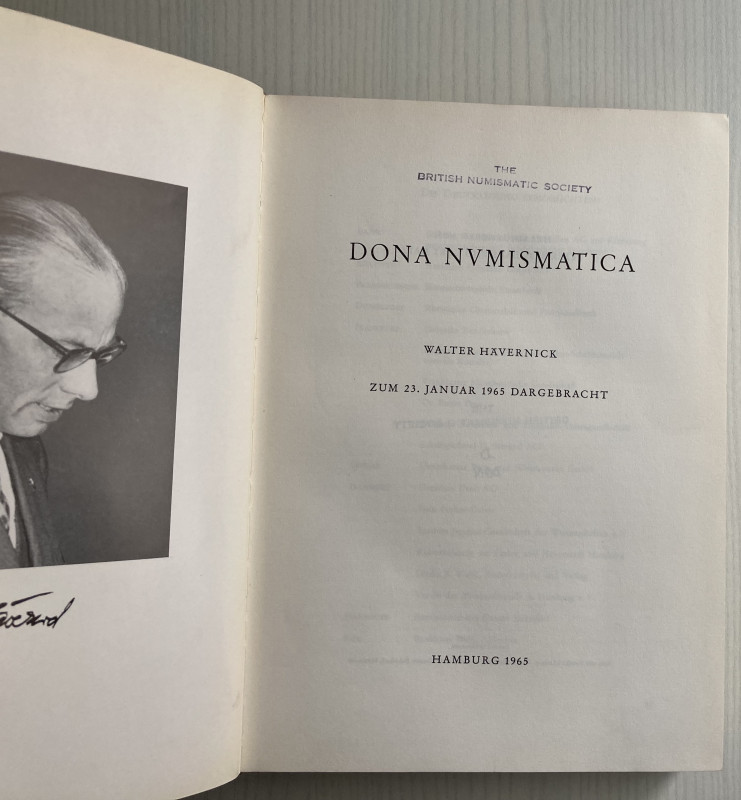 THE
BRITISH NUMISMATIC SOCIETY
DONA NVMISMATICA
WALTER HÄVERNICK
ZUM 23. JANUAR 1965 DARGEBRACHT
HAMBURG 1965